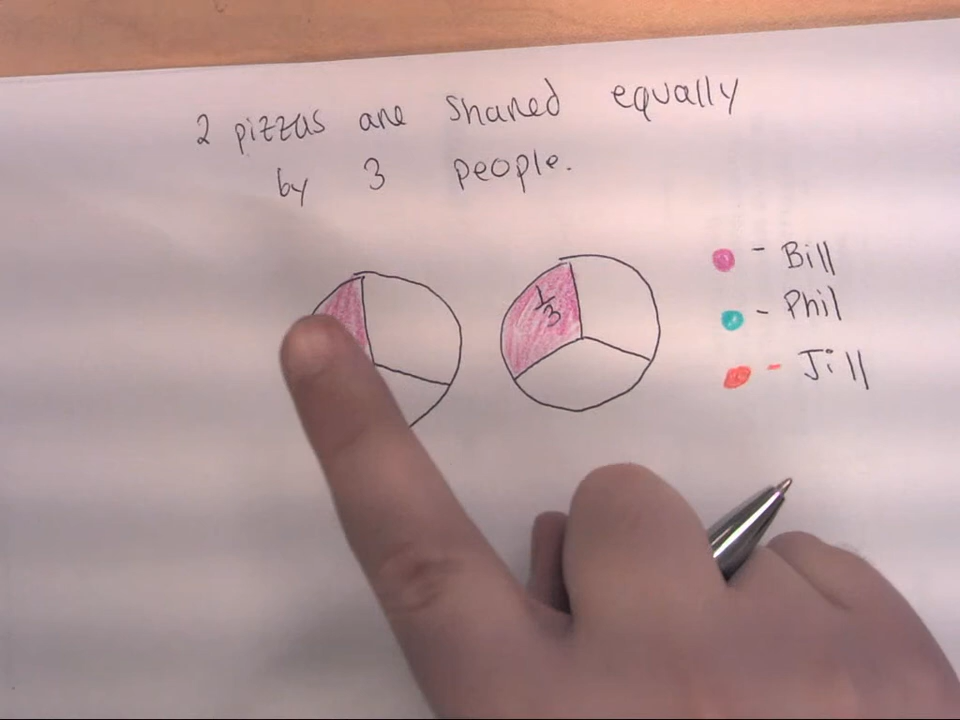 2 pizzas are shared equally
by 3 people.
1/3
- Bill
- Phil
- Jill